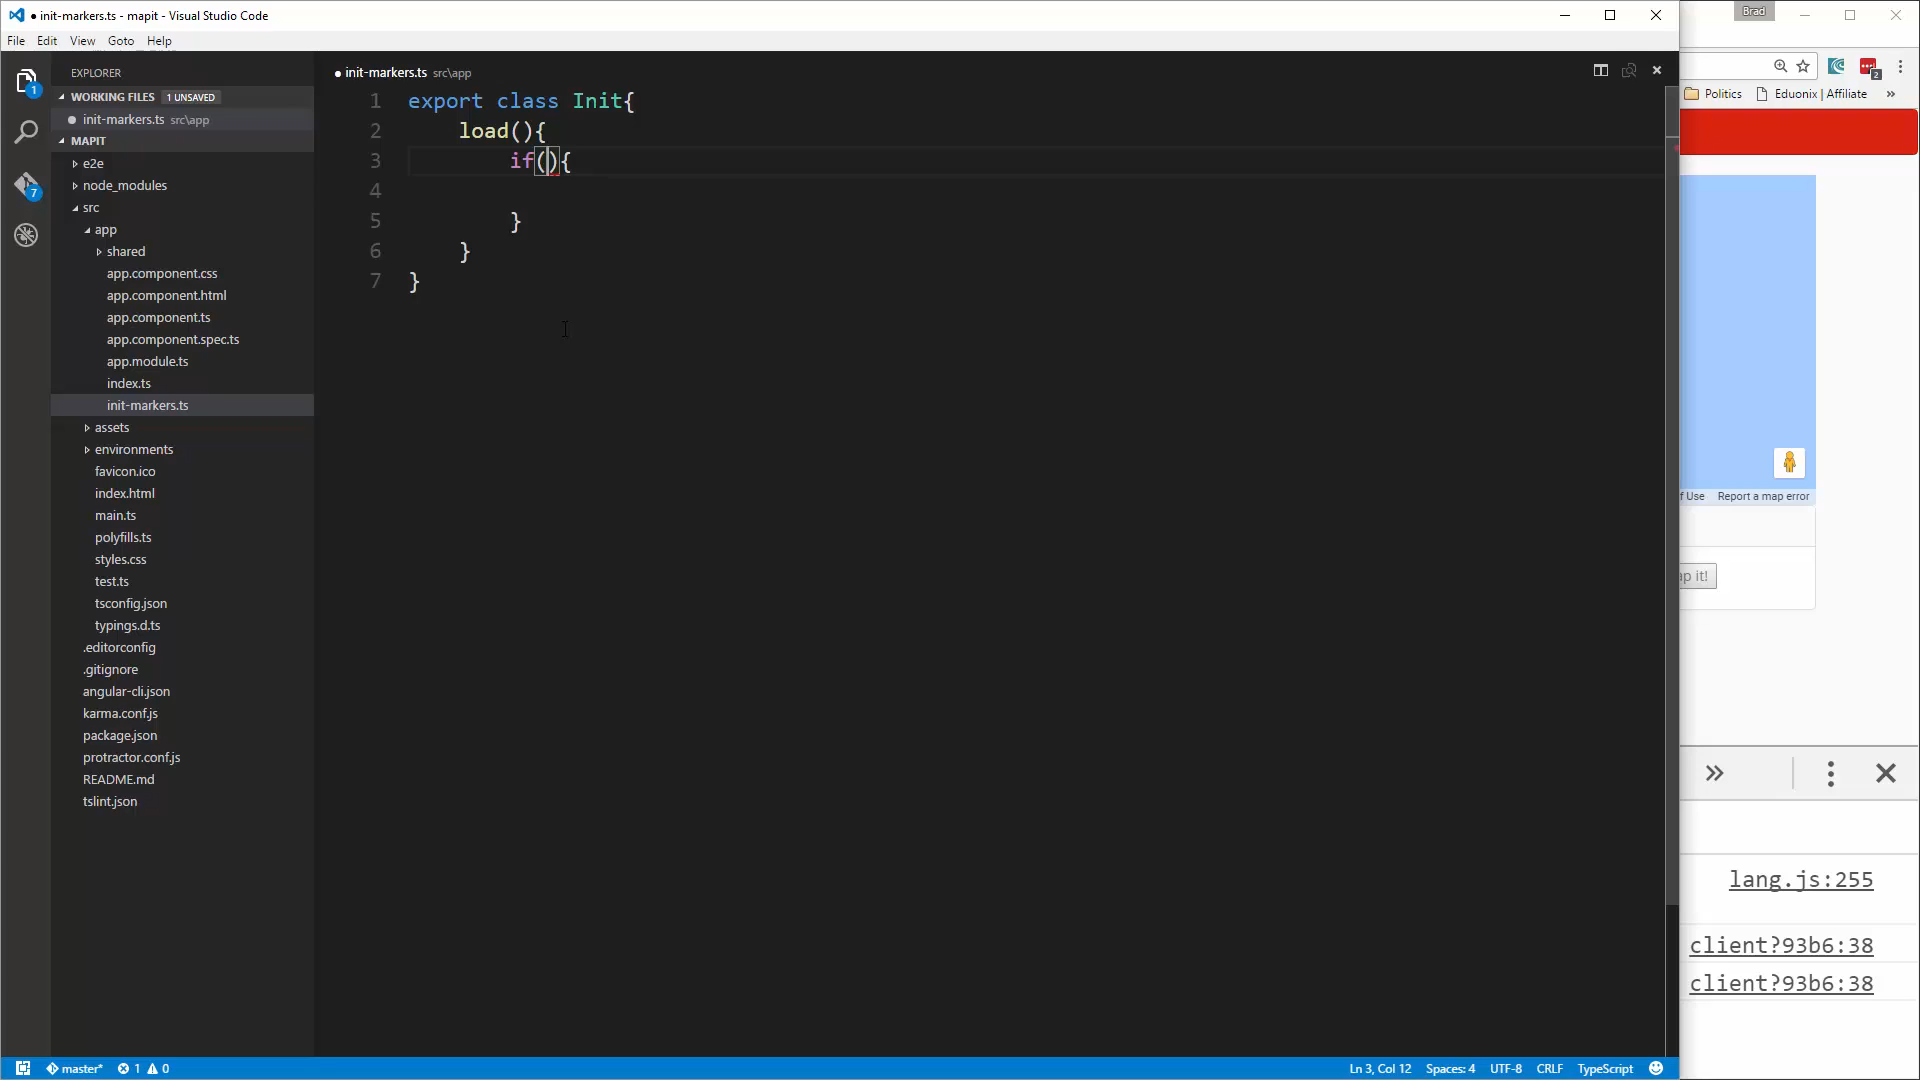 init-markers.ts - mapit - Visual Studio Code
Brad
File Edit View Goto Help
EXPLORER
init-markers.ts src\app
WORKING FILES 1 UNSAVED
init-markers.ts src\app
MAPIT
e2e
node_modules
src
app
shared
app.component.css
app.component.html
app.component.ts
app.component.spec.ts
app.module.ts
index.ts
init-markers.ts
assets
environments
favicon.ico
index.html
main.ts
polyfills.ts
styles.css
test.ts
tsconfig.json
typings.d.ts
.editorconfig
.gitignore
angular-cli.json
karma.conf.js
package.json
protractor.conf.js
README.md
tslint.json
1
7
1 export class Init{
2 load(){
3 if(){
4
5 }
6 }
7 }
2
Politics Eduonix | Affiliate »
f Use Report a map error
ap it!
lang.js:255
client?93b6:38
client?93b6:38
master* 1 0 Ln 3, Col 12 Spaces: 4 UTF-8 CRLF TypeScript